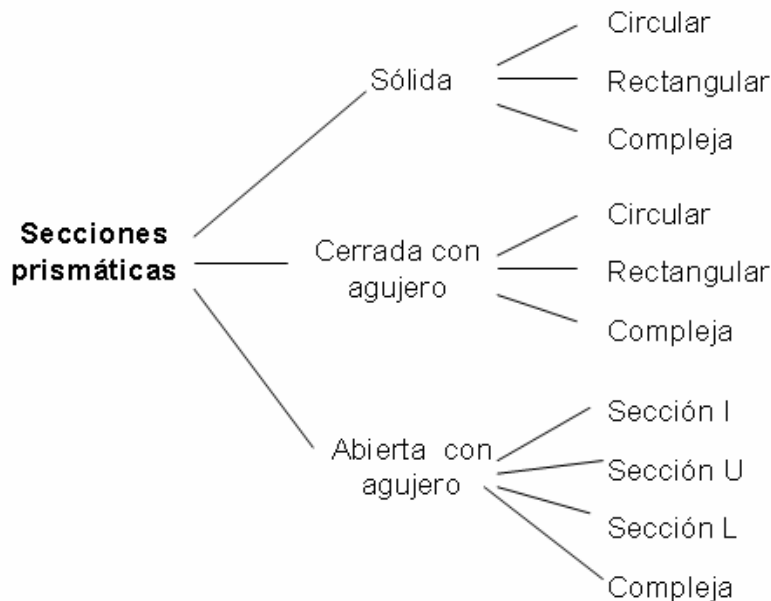 Secciones
prismáticas
Sólida
Circular
Rectangular
Compleja
Cerrada con
agujero
Circular
Rectangular
Compleja
Abierta con
agujero
Sección I
Sección U
Sección L
Compleja